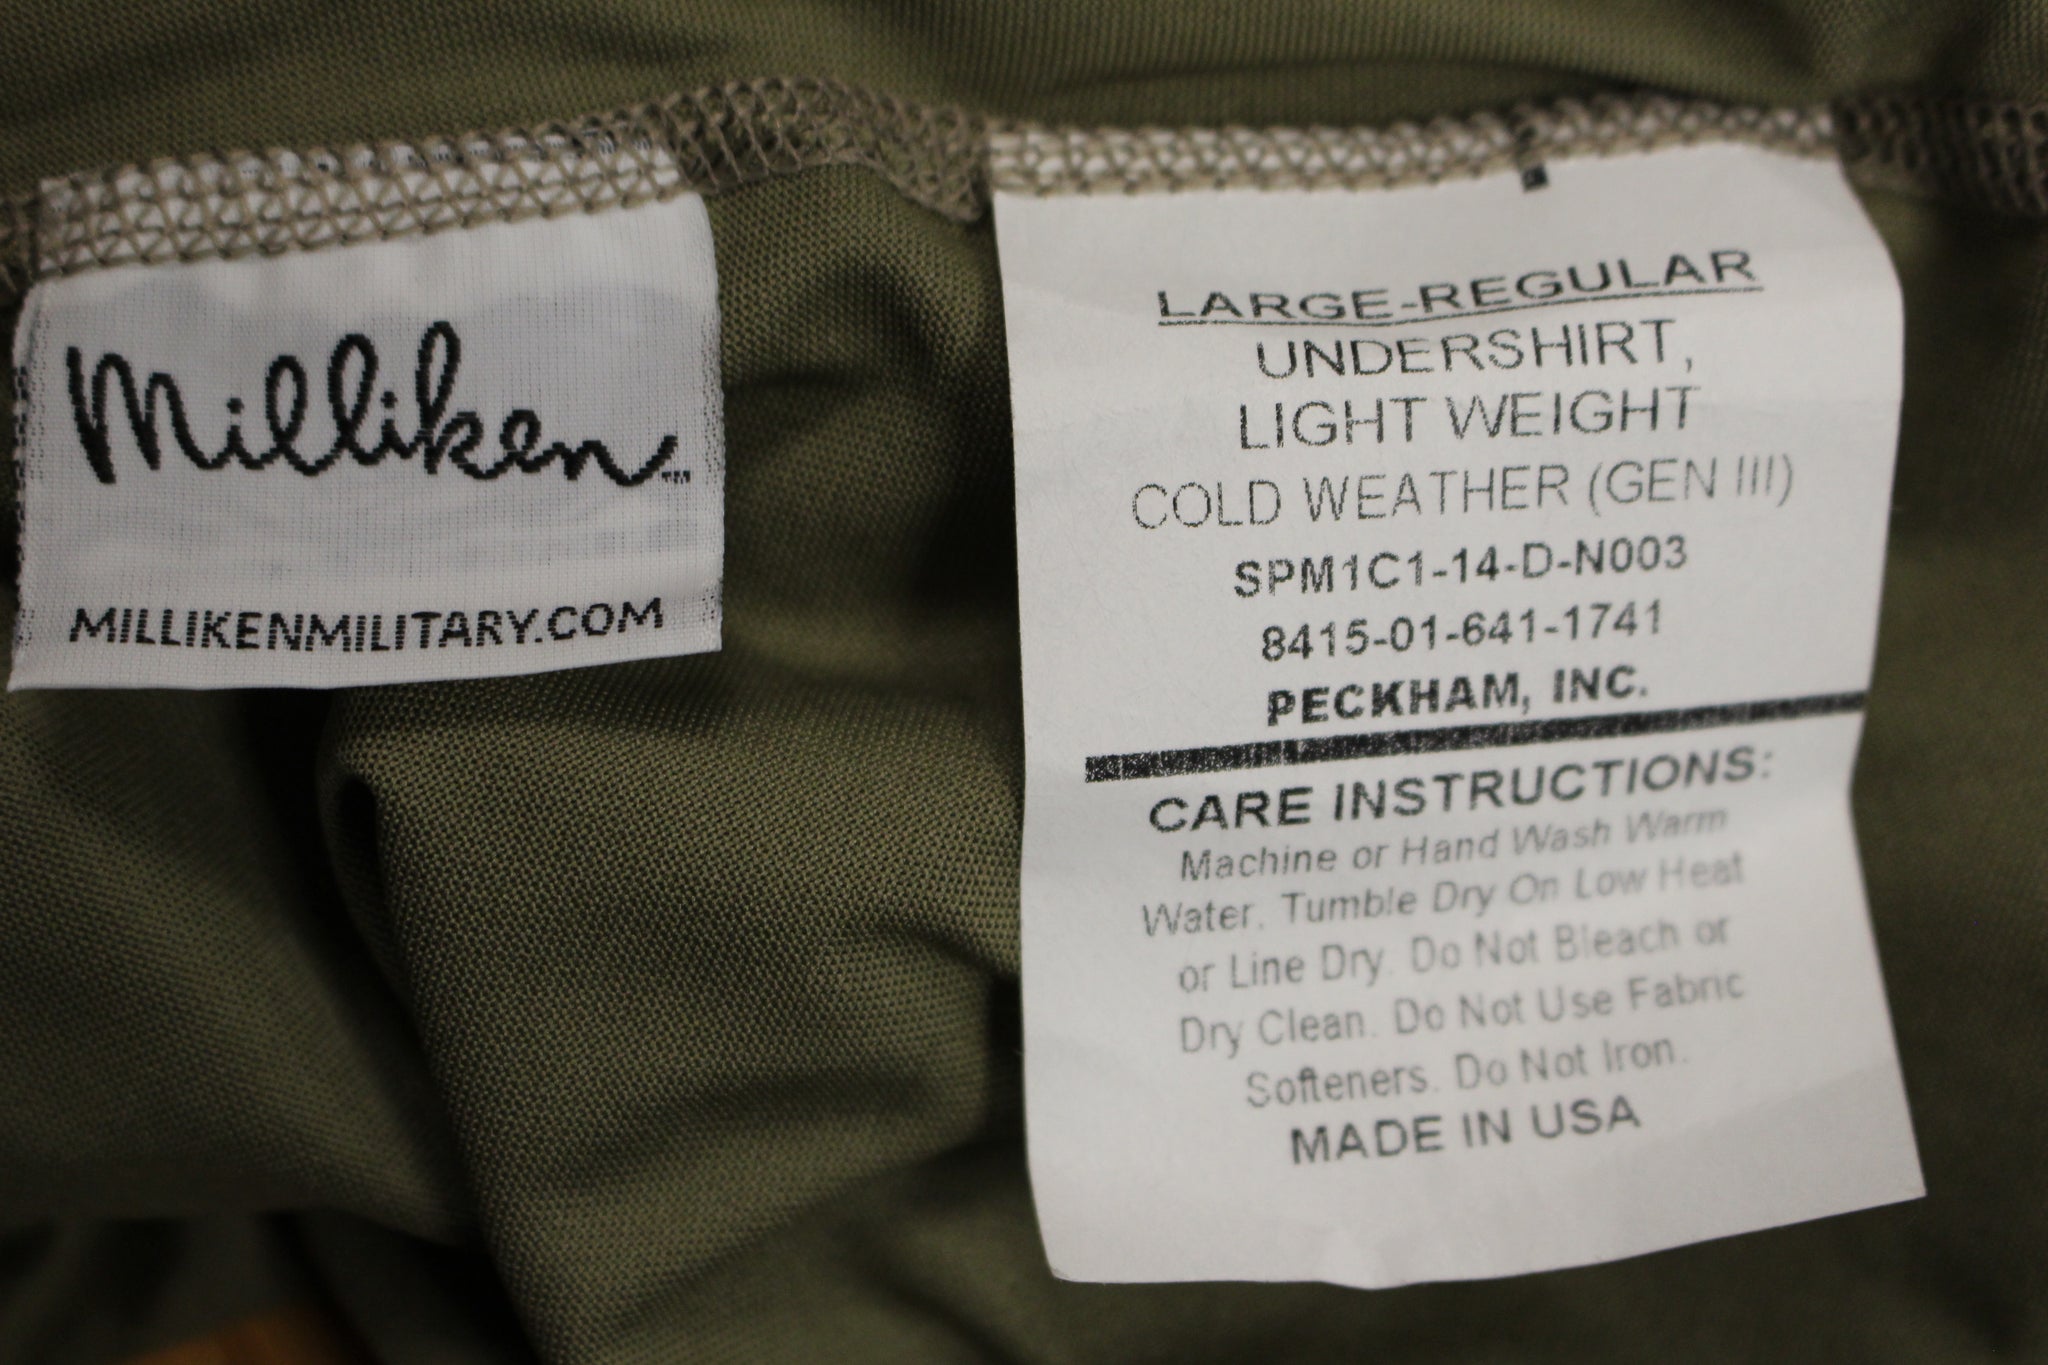 Milliken™
MILLIKENMILITARY.COM
LARGE-REGULAR
UNDERSHIRT,
LIGHT WEIGHT
COLD WEATHER (GEN III)
SPM1C1-14-D-N003
8415-01-641-1741
PECKHAM, INC.
CARE INSTRUCTIONS:
Machine or Hand Wash Warm
Water. Tumble Dry On Low Heat
or Line Dry. Do Not Bleach or
Dry Clean. Do Not Use Fabric
Softeners. Do Not Iron.
MADE IN USA